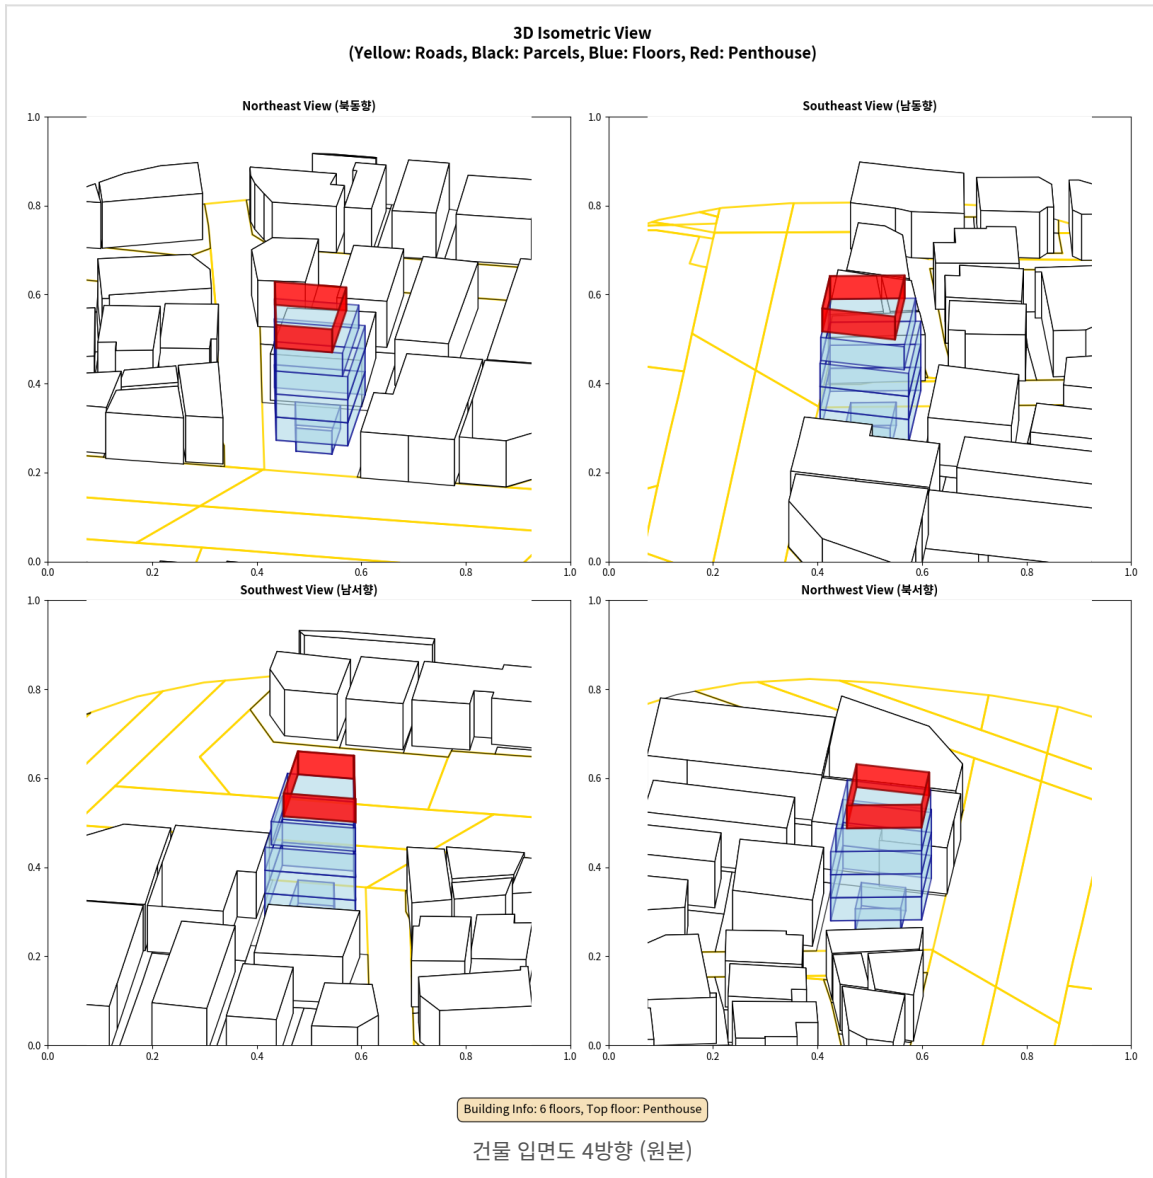 3D Isometric View
(Yellow: Roads, Black: Parcels, Blue: Floors, Red: Penthouse)
Northeast View (북동향)
1.0
0.8
0.6
0.4
0.2
0.0
0.0 0.2 0.4 0.6 0.8 1.0
Southeast View (남동향)
1.0
0.8
0.6
0.4
0.2
0.0
0.0 0.2 0.4 0.6 0.8 1.0
Southwest View (남서향)
1.0
0.8
0.6
0.4
0.2
0.0
0.0 0.2 0.4 0.6 0.8 1.0
Northwest View (북서향)
1.0
0.8
0.6
0.4
0.2
0.0
0.0 0.2 0.4 0.6 0.8 1.0
Building Info: 6 floors, Top floor: Penthouse
건물 입면도 4방향 (원본)